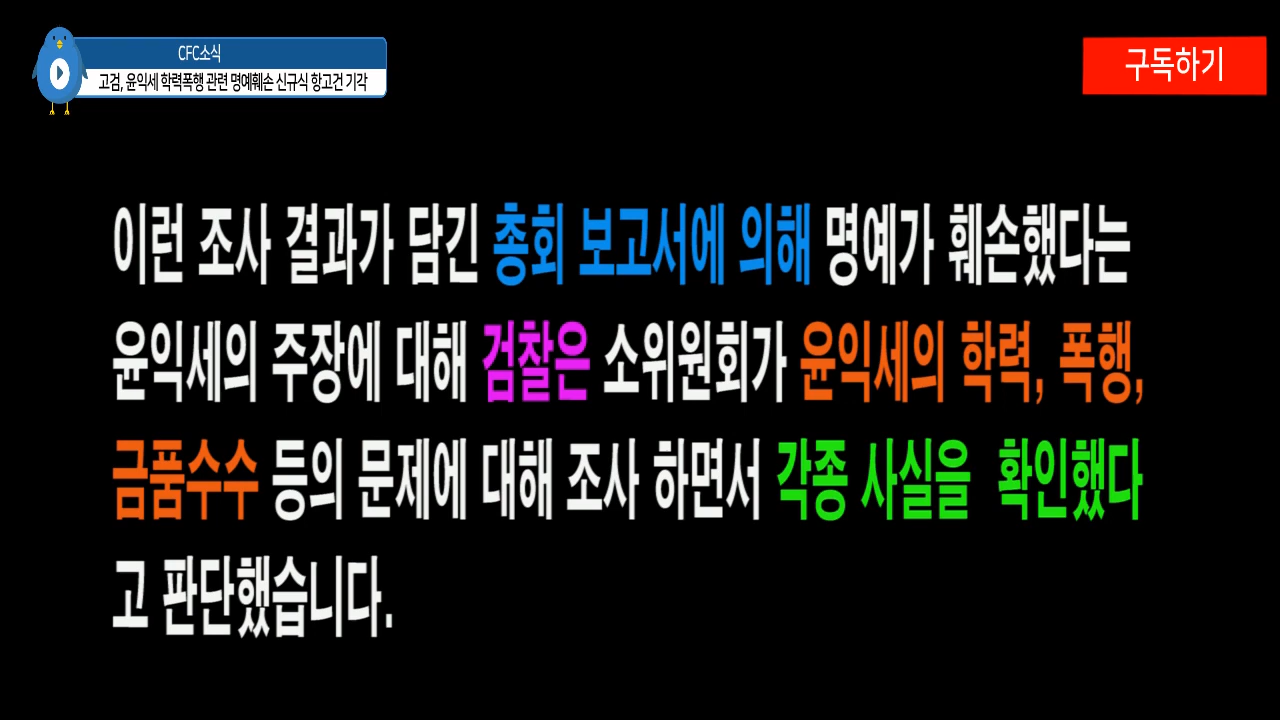 CFC소식
고검, 윤익세 학력폭행 관련 명예훼손 신규식 항고건 기각
구독하기
이런 조사 결과가 담긴 총회 보고서에 의해 명예가 훼손했다는
윤익세의 주장에 대해 검찰은 소위원회가 윤익세의 학력, 폭행,
금품수수 등의 문제에 대해 조사 하면서 각종 사실을 확인했다
고 판단했습니다.